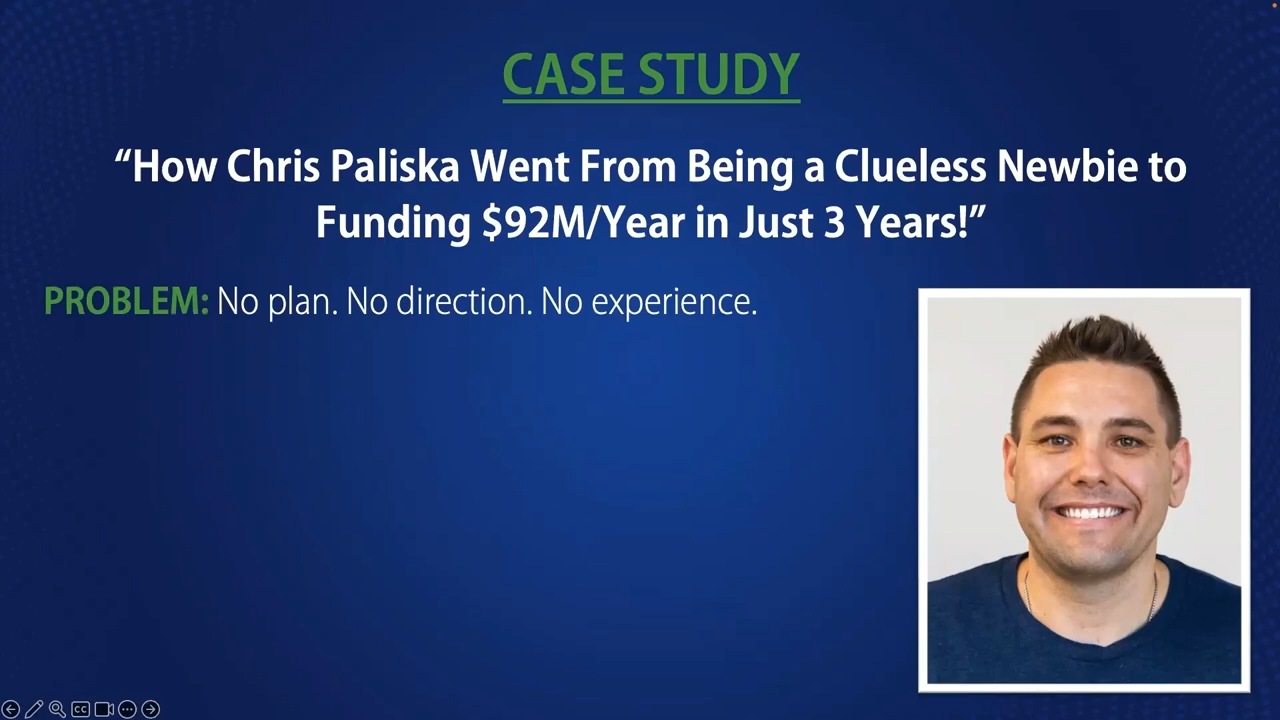 CASE STUDY
“How Chris Paliska Went From Being a Clueless Newbie to
Funding $92M/Year in Just 3 Years!”
PROBLEM: No plan. No direction. No experience.
CC